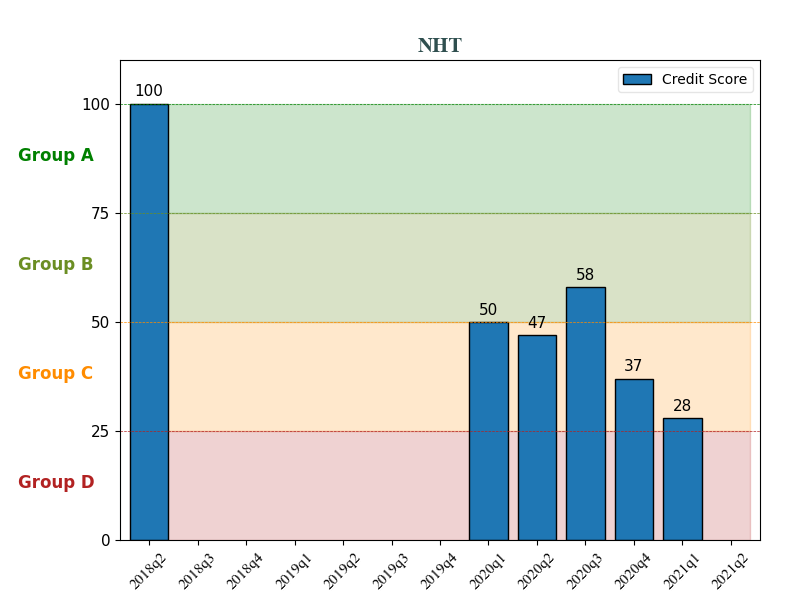 NHT
Credit Score
100
75
50
25
0
Group A
Group B
Group C
Group D
100
50
47
58
37
28
2018q2
2018q3
2018q4
2019q1
2019q2
2019q3
2019q4
2020q1
2020q2
2020q3
2020q4
2021q1
2021q2